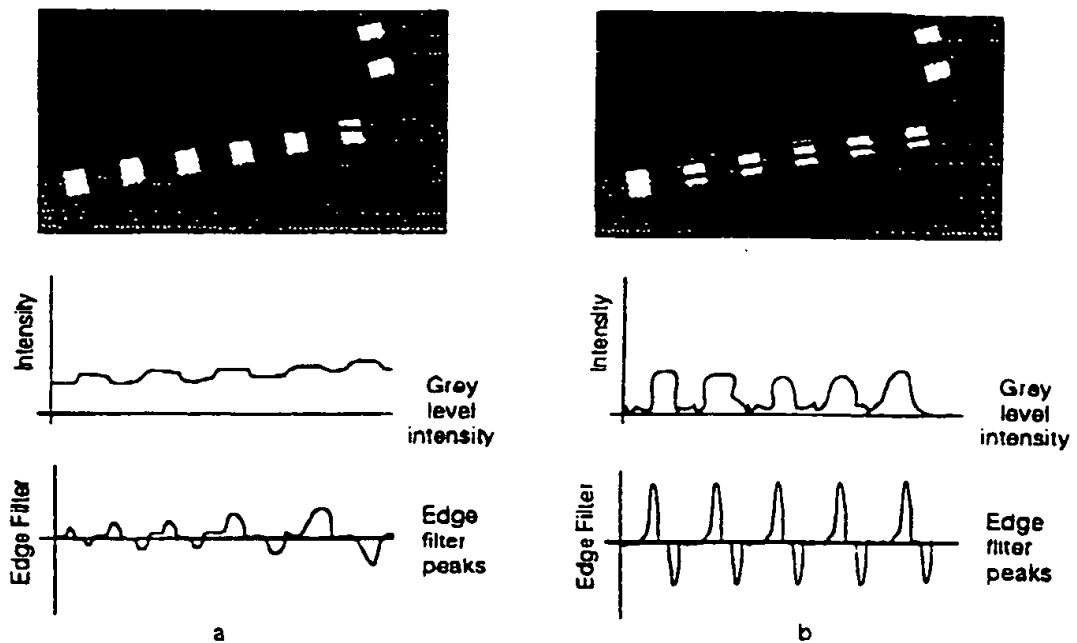 Intensity
Grey
level
intensity
Intensity
Grey
level
intensity
Edge Filter
Edge
filter
peaks
Edge Filter
Edge
filter
peaks
a
b